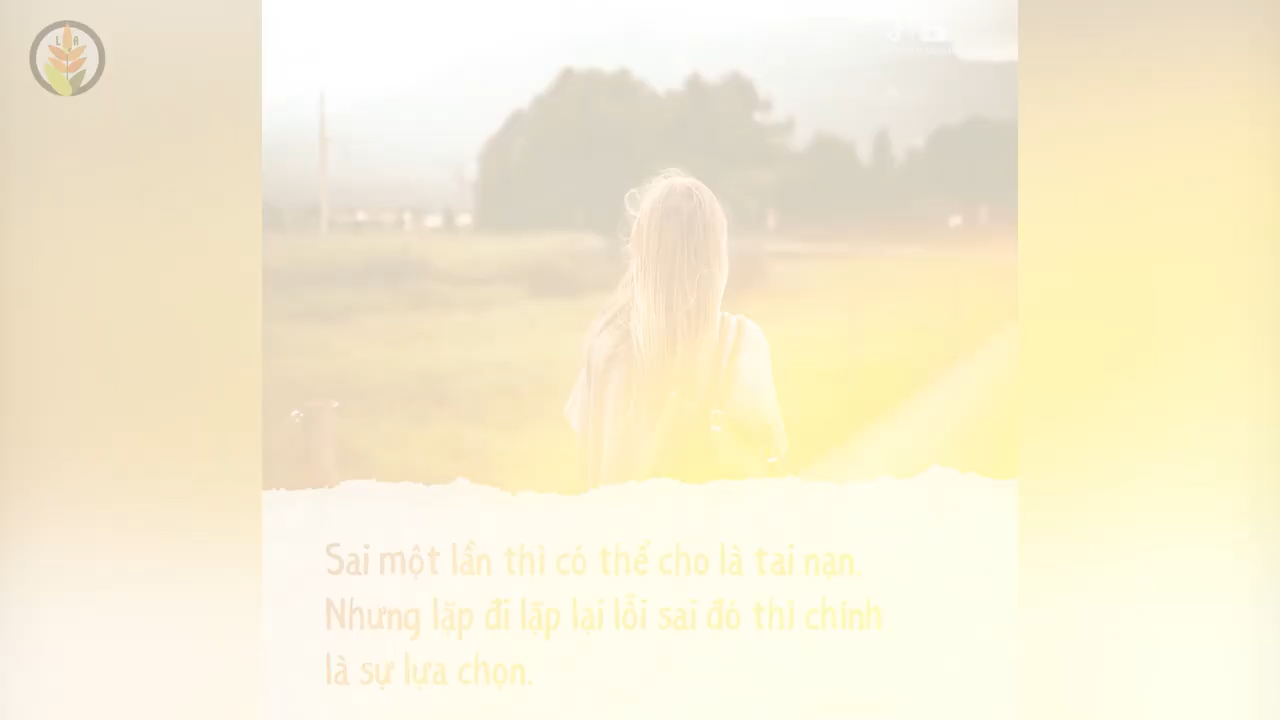 L A
Sai một lần thì có thể cho là tai nạn.
Nhưng lặp đi lặp lại lỗi sai đó thì chính
là sự lựa chọn.